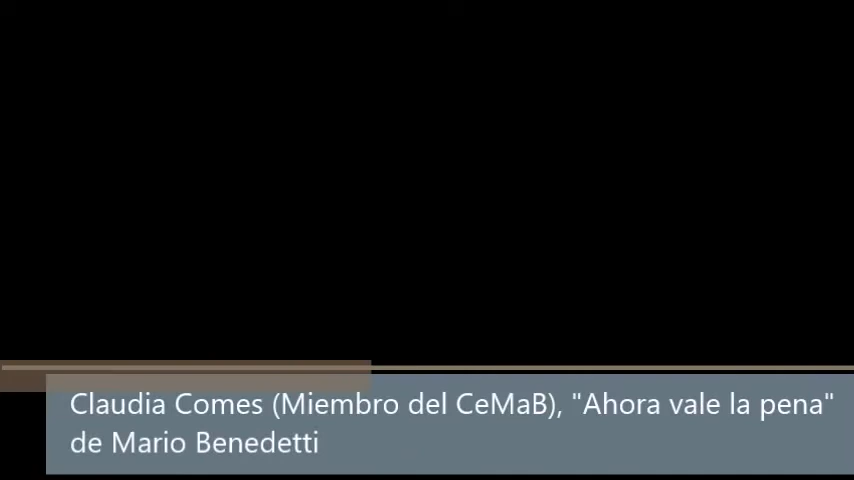 Claudia Comes (Miembro del CeMaB), "Ahora vale la pena"
de Mario Benedetti